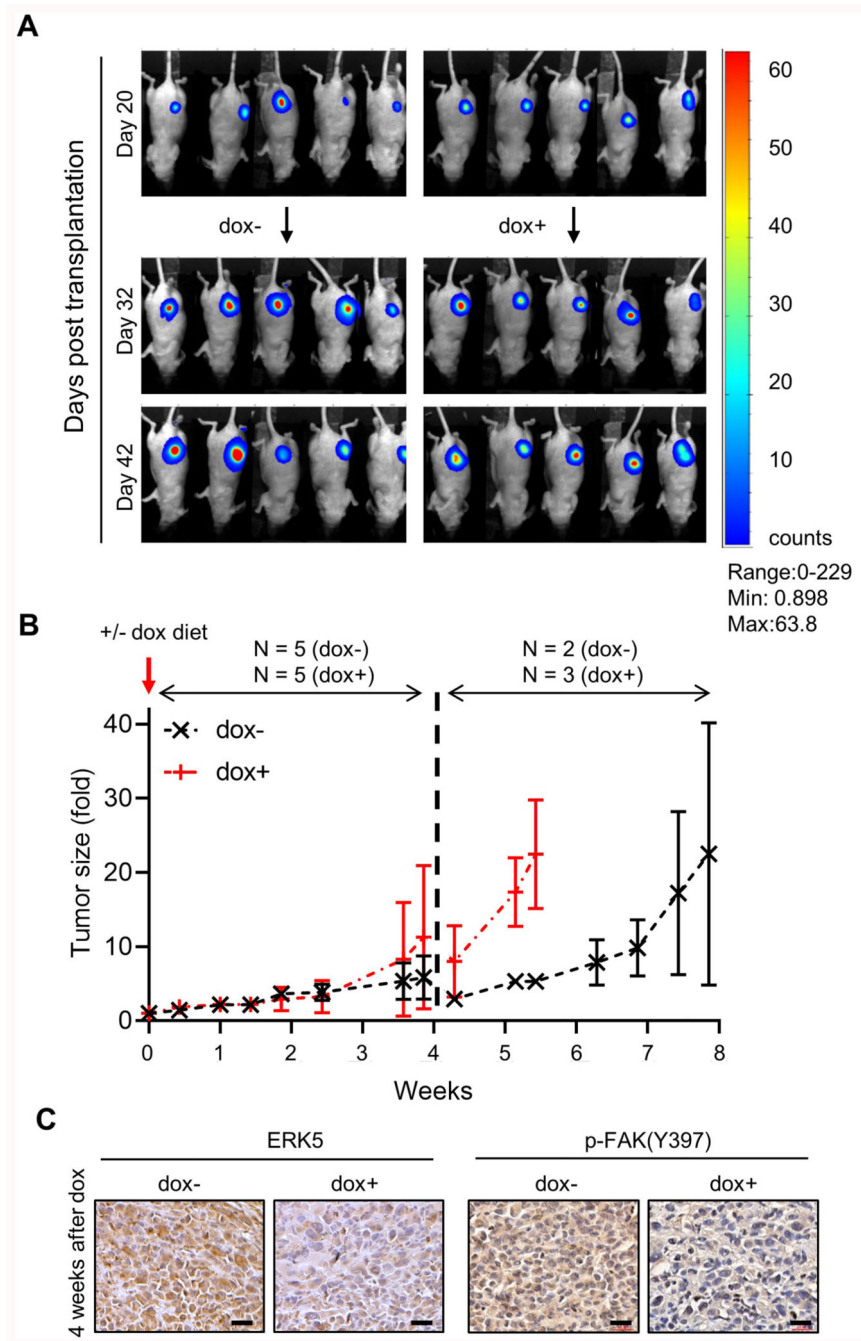 A
Days post transplantation
Day 20
dox-
dox+
Day 32
Day 42
60
50
40
30
20
10
counts
Range:0-229
Min: 0.898
Max:63.8
B
+/- dox diet
N = 5 (dox-)
N = 5 (dox+)
N = 2 (dox-)
N = 3 (dox+)
dox-
dox+
Tumor size (fold)
40
30
20
10
0
0 1 2 3 4 5 6 7 8
Weeks
C
ERK5
p-FAK(Y397)
dox- dox+ dox- dox+
4 weeks after dox